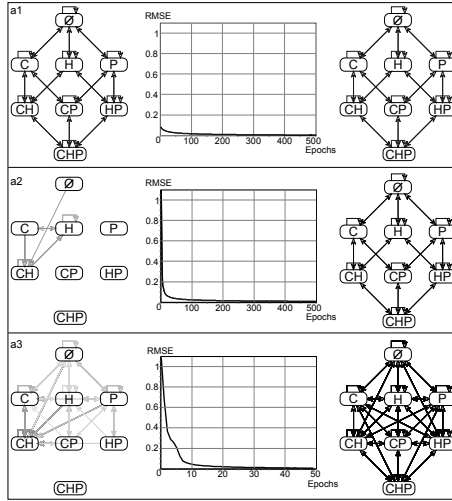 a1
Ø
C H P
CH CP HP
CHP
RMSE
1
0.8
0.6
0.4
0.2
0 100 200 300 400 500
Epochs
Ø
C H P
CH CP HP
CHP
a2
Ø
C H P
CH CP HP
CHP
RMSE
1
0.8
0.6
0.4
0.2
0 100 200 300 400 500
Epochs
Ø
C H P
CH CP HP
CHP
a3
Ø
C H P
CH CP HP
CHP
RMSE
1
0.8
0.6
0.4
0.2
0 10 20 30 40 50
Epochs
Ø
C H P
CH CP HP
CHP